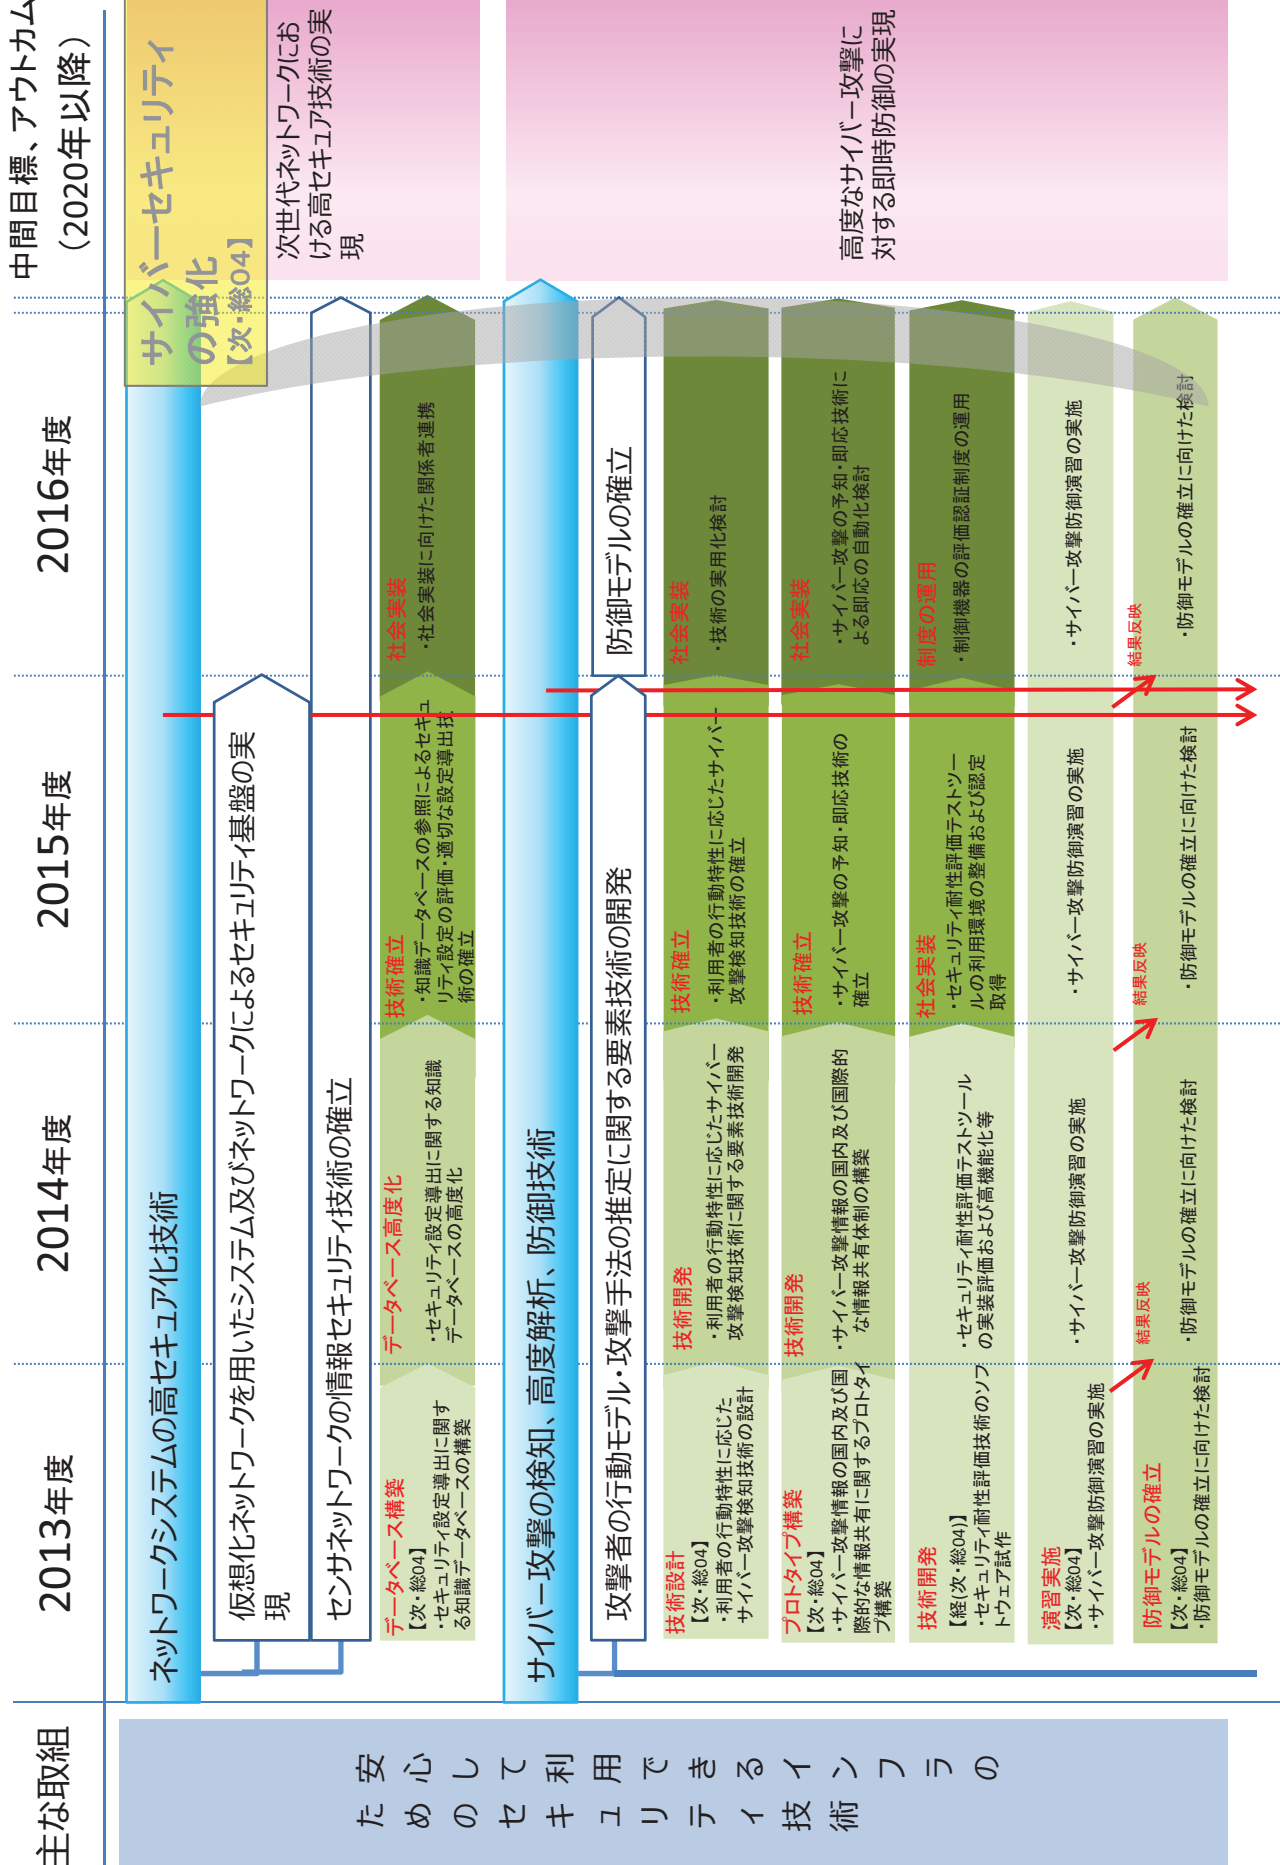 主な取組
2013年度
2014年度
2015年度
2016年度
中間目標、アウトカム
（2020年以降）
安心して利用できるインフラの
ためのセキュリティ技術
ネットワークシステムの高セキュア化技術
サイバーセキュリティ
の強化
【次・総04】
仮想化ネットワークを用いたシステム及びネットワークによるセキュリティ基盤の実
現
次世代ネットワークにお
ける高セキュア技術の実
現
センサネットワークの情報セキュリティ技術の確立
データベース構築
【次・総04】
・セキュリティ設定導出に関す
る知識データベースの構築
データベース高度化
・セキュリティ設定導出に関する知識
データベースの高度化
技術確立
・知識データベースの参照によるセキュ
リティ設定の評価・適切な設定導出技
術の確立
社会実装
・社会実装に向けた関係者連携
サイバー攻撃の検知、高度解析、防御技術
攻撃者の行動モデル・攻撃手法の推定に関する要素技術の開発
防御モデルの確立
高度なサイバー攻撃に
対する即時防御の実現
技術設計
【次・総04】
・利用者の行動特性に応じた
サイバー攻撃検知技術の設計
技術開発
・利用者の行動特性に応じたサイバー
攻撃検知技術に関する要素技術開発
技術確立
・利用者の行動特性に応じたサイバー
攻撃検知技術の確立
社会実装
・技術の実用化検討
プロトタイプ構築
【次・総04】
・サイバー攻撃情報の国内及び国
際的な情報共有に関するプロトタイ
プ構築
技術開発
・サイバー攻撃情報の国内及び国際的
な情報共有体制の構築
技術確立
・サイバー攻撃の予知・即応技術の
確立
社会実装
・サイバー攻撃の予知・即応技術に
よる即応の自動化検討
技術開発
【経(次・総04)】
・セキュリティ耐性評価技術のソフ
トウェア試作
・セキュリティ耐性評価テストツール
の実装評価および高機能化等
社会実装
・セキュリティ耐性評価テストツー
ルの利用環境の整備および認定
取得
制度の運用
・制御機器の評価認証制度の運用
演習実施
【次・総04】
・サイバー攻撃防御演習の実施
・サイバー攻撃防御演習の実施
・サイバー攻撃防御演習の実施
・サイバー攻撃防御演習の実施
結果反映
結果反映
結果反映
防御モデルの確立
【次・総04】
・防御モデルの確立に向けた検討
・防御モデルの確立に向けた検討
・防御モデルの確立に向けた検討
・防御モデルの確立に向けた検討